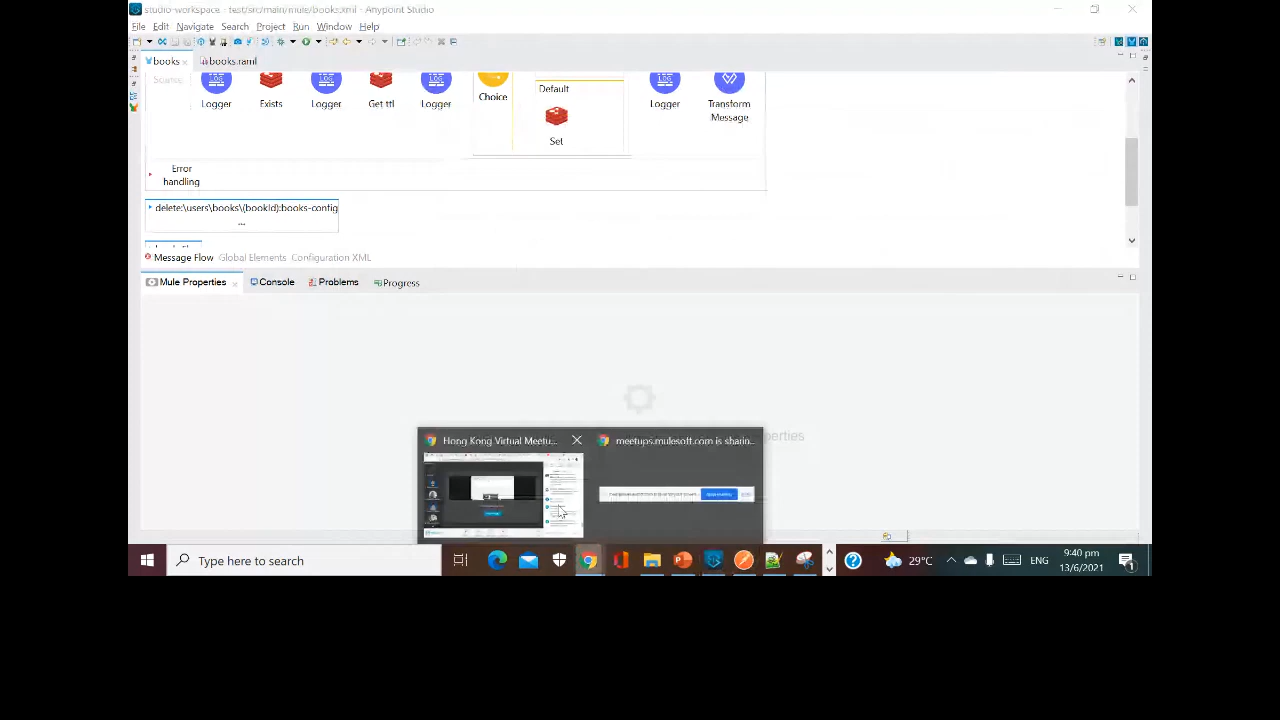 studio-workspace - test/src/main/mule/books.xml - Anypoint Studio
File Edit Navigate Search Project Run Window Help
books books.raml
Source
Logger Exists Logger Get ttl Logger Choice Default Set Logger Transform Message
Error
handling
delete:\users\books\(bookId):books-config
...
Message Flow Global Elements Configuration XML
Mule Properties Console Problems Progress
Hong Kong Virtual Meetu... meetups.mulesoft.com is sharin...
Type here to search
29°C ENG 9:40 pm
13/6/2021
1